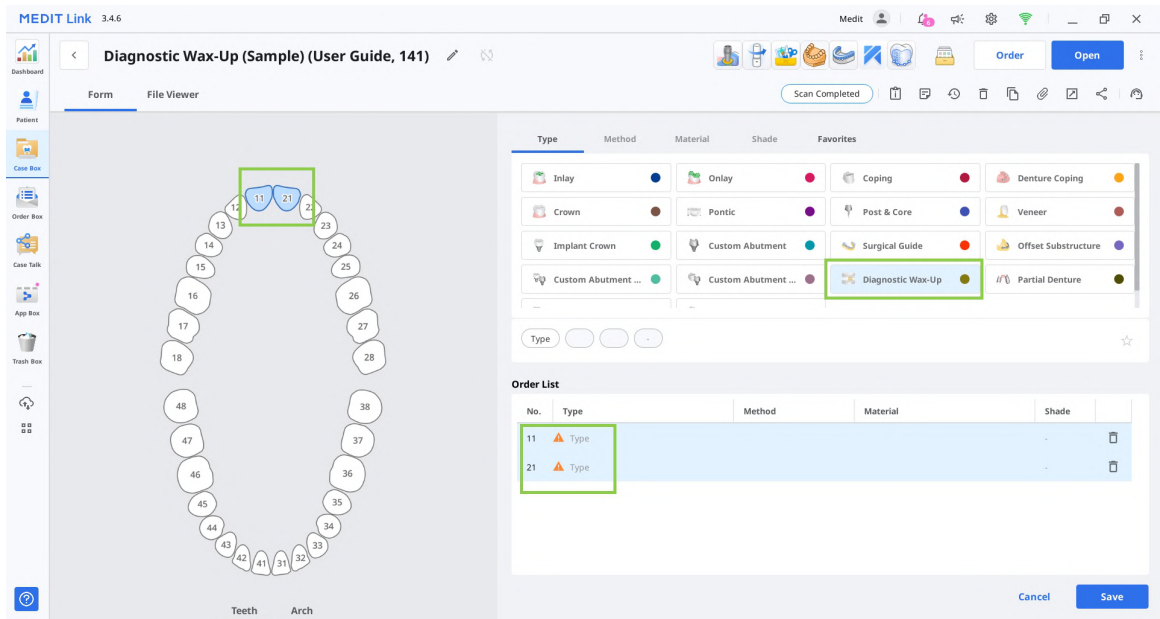 MEDIT Link 3.4.6
Medit
6
Dashboard
Diagnostic Wax-Up (Sample) (User Guide, 141)
Order
Open
Form
File Viewer
Scan Completed
Patient
Case Box
Order Box
Case Talk
App Box
Trash Box
11
21
12
13
23
14
24
15
25
16
26
17
27
18
28
48
38
47
37
46
36
45
35
44
34
43
33
42
41
31
32
Teeth
Arch
Type
Method
Material
Shade
Favorites
Inlay
Onlay
Coping
Denture Coping
Crown
Pontic
Post & Core
Veneer
Implant Crown
Custom Abutment
Surgical Guide
Offset Substructure
Custom Abutment ...
Custom Abutment ...
Diagnostic Wax-Up
Partial Denture
Type
-
Order List
No. Type Method Material Shade
11 Type -
21 Type -
Cancel
Save